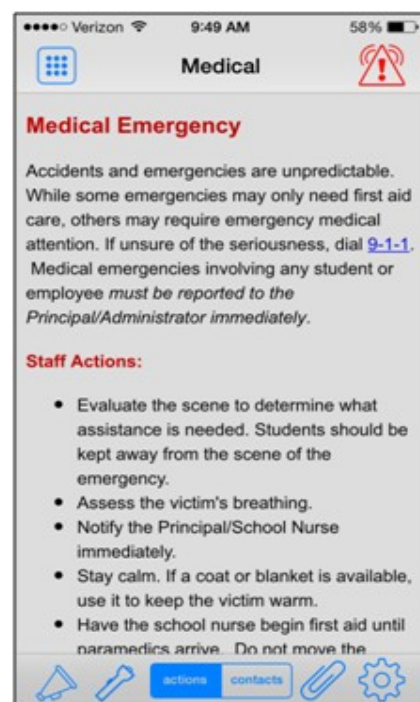 Verizon 9:49 AM 58%
Medical
Medical Emergency
Accidents and emergencies are unpredictable.
While some emergencies may only need first aid
care, others may require emergency medical
attention. If unsure of the seriousness, dial 9-1-1.
Medical emergencies involving any student or
employee must be reported to the
Principal/Administrator immediately.
Staff Actions:
• Evaluate the scene to determine what
assistance is needed. Students should be
kept away from the scene of the
emergency.
• Assess the victim's breathing.
• Notify the Principal/School Nurse
immediately.
• Stay calm. If a coat or blanket is available,
use it to keep the victim warm.
• Have the school nurse begin first aid until
paramedics arrive. Do not move the
actions contacts